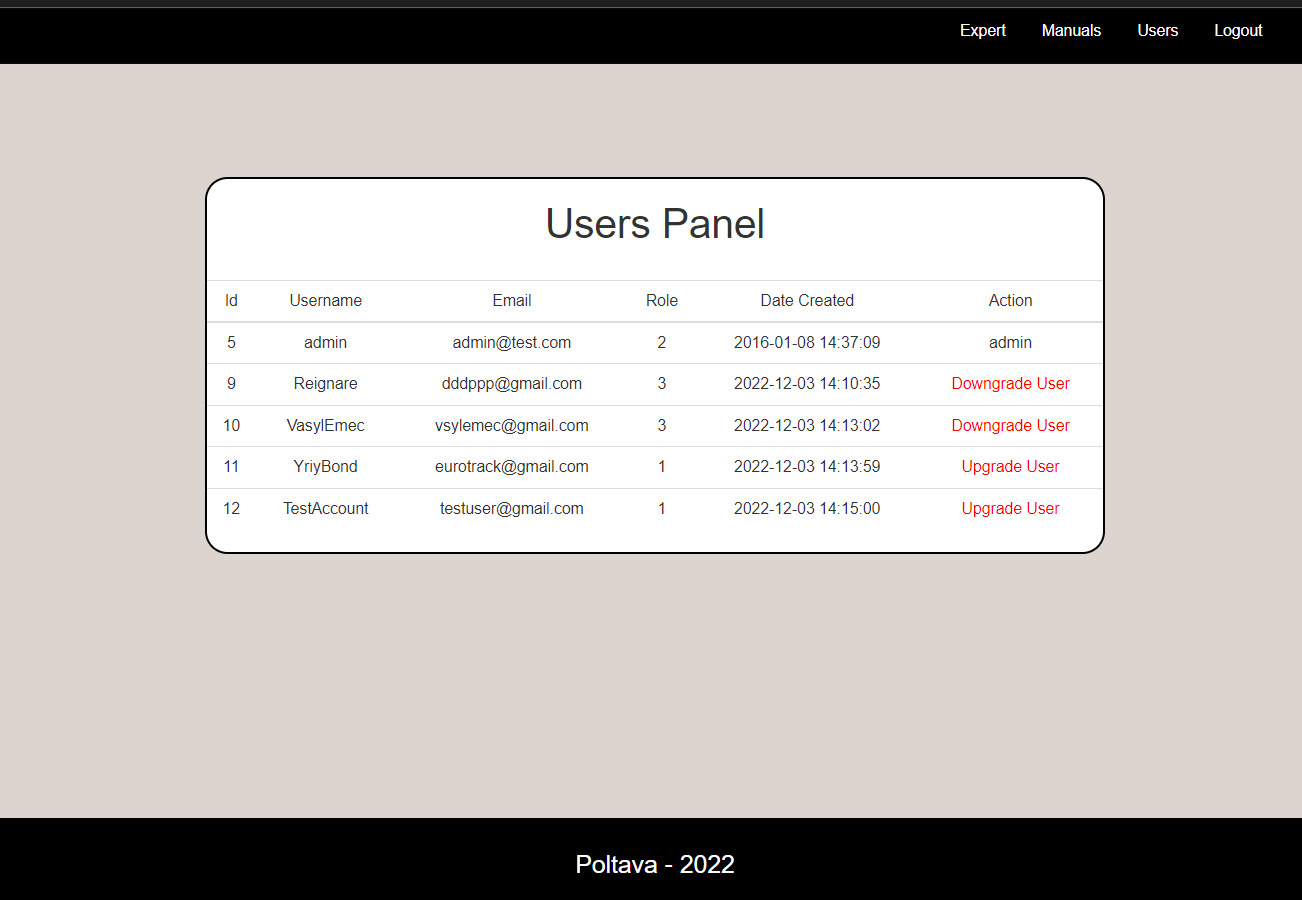 Expert Manuals Users Logout
Users Panel
Id Username Email Role Date Created Action
5 admin admin@test.com 2 2016-01-08 14:37:09 admin
9 Reignare dddppp@gmail.com 3 2022-12-03 14:10:35 Downgrade User
10 VasylEmec vsylemec@gmail.com 3 2022-12-03 14:13:02 Downgrade User
11 YriyBond eurotrack@gmail.com 1 2022-12-03 14:13:59 Upgrade User
12 TestAccount testuser@gmail.com 1 2022-12-03 14:15:00 Upgrade User
Poltava - 2022